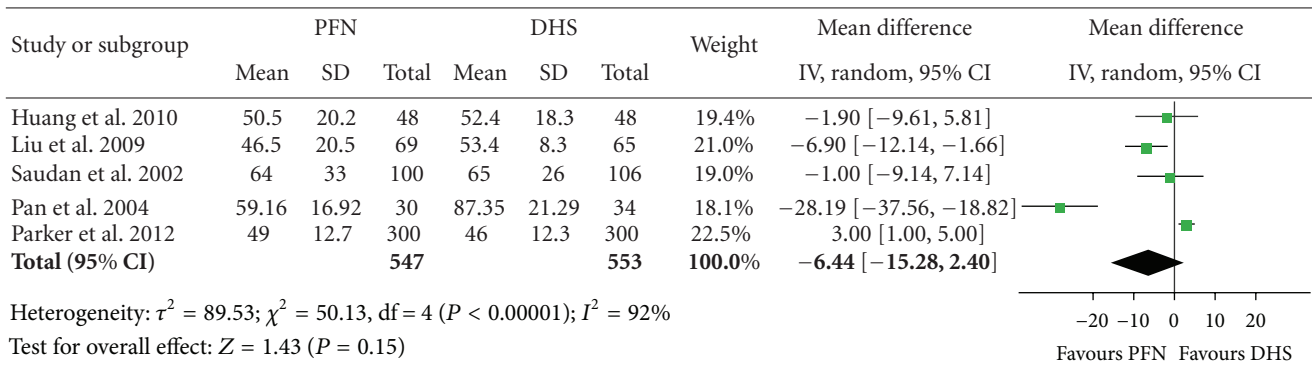 Study or subgroup PFN DHS Weight Mean difference Mean difference
Mean SD Total Mean SD Total IV, random, 95% CI IV, random, 95% CI
Huang et al. 2010 50.5 20.2 48 52.4 18.3 48 19.4% −1.90 [−9.61, 5.81]
Liu et al. 2009 46.5 20.5 69 53.4 8.3 65 21.0% −6.90 [−12.14, −1.66]
Saudan et al. 2002 64 33 100 65 26 106 19.0% −1.00 [−9.14, 7.14]
Pan et al. 2004 59.16 16.92 30 87.35 21.29 34 18.1% −28.19 [−37.56, −18.82]
Parker et al. 2012 49 12.7 300 46 12.3 300 22.5% 3.00 [1.00, 5.00]
Total (95% CI) 547 553 100.0% −6.44 [−15.28, 2.40]
Heterogeneity: τ² = 89.53; χ² = 50.13, df = 4 (P < 0.00001); I² = 92%
Test for overall effect: Z = 1.43 (P = 0.15)
−20 −10 0 10 20
Favours PFN Favours DHS